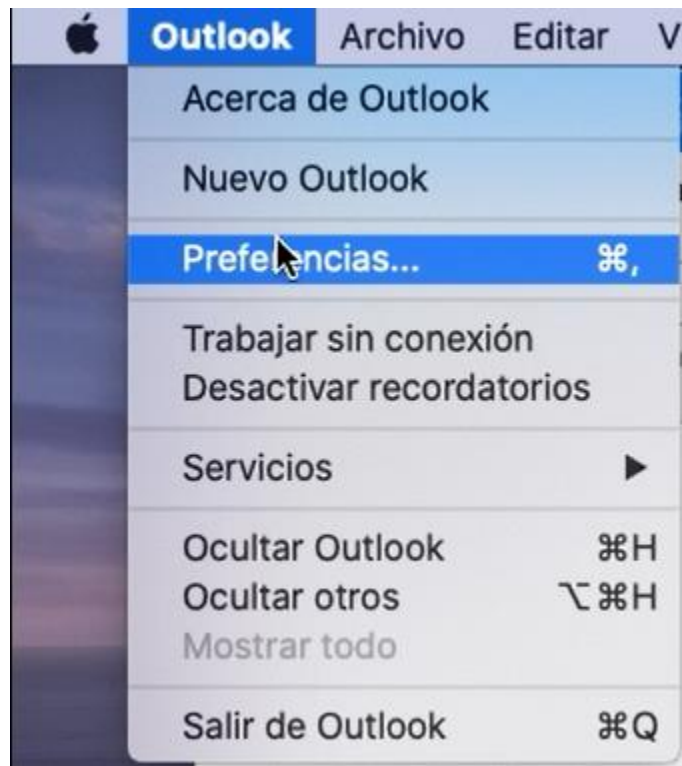 Outlook Archivo Editar V
Acerca de Outlook
Nuevo Outlook
Preferencias... ⌘,
Trabajar sin conexión
Desactivar recordatorios
Servicios ▶
Ocultar Outlook ⌘H
Ocultar otros ⌥⌘H
Mostrar todo
Salir de Outlook ⌘Q